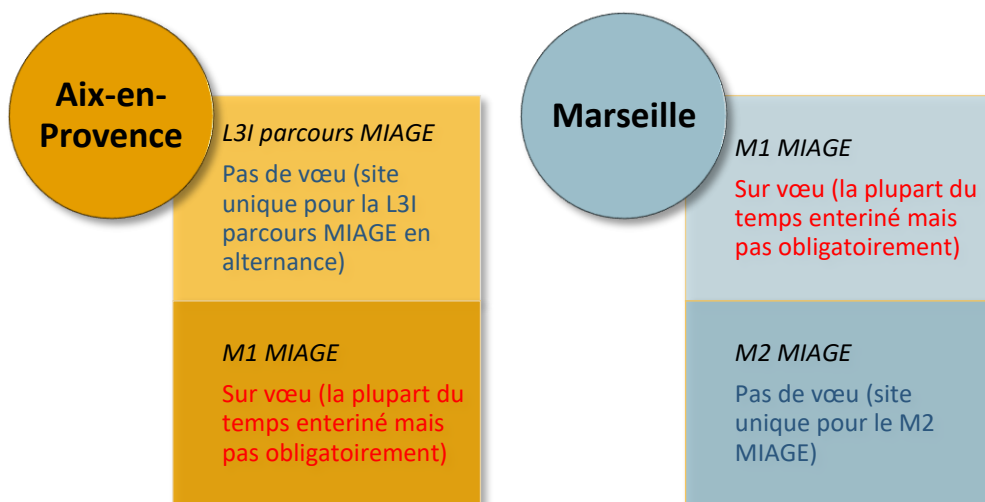 Aix-en-
Provence
L3I parcours MIAGE
Pas de vœu (site
unique pour la L3I
parcours MIAGE en
alternance)
M1 MIAGE
Sur vœu (la plupart du
temps enteriné mais
pas obligatoirement)
Marseille
M1 MIAGE
Sur vœu (la plupart du
temps enteriné mais
pas obligatoirement)
M2 MIAGE
Pas de vœu (site
unique pour le M2
MIAGE)